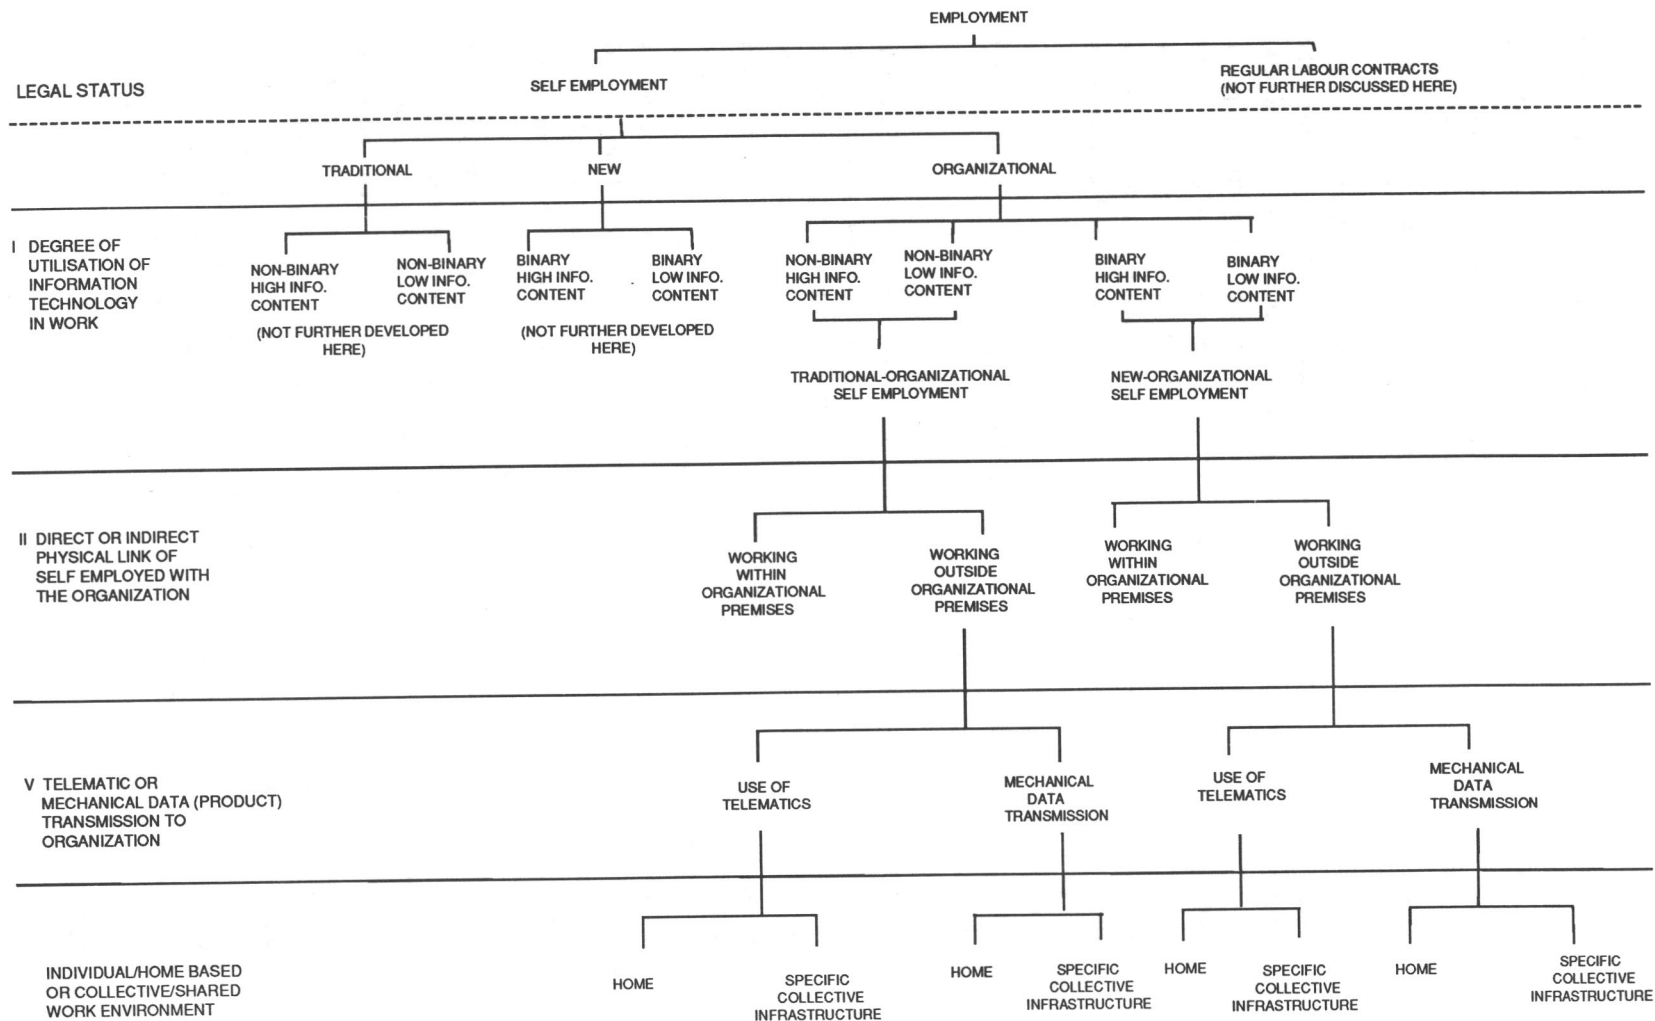 EMPLOYMENT
LEGAL STATUS
SELF EMPLOYMENT
REGULAR LABOUR CONTRACTS
(NOT FURTHER DISCUSSED HERE)
TRADITIONAL
NEW
ORGANIZATIONAL
I DEGREE OF
UTILISATION OF
INFORMATION
TECHNOLOGY
IN WORK
NON-BINARY
HIGH INFO.
CONTENT
NON-BINARY
LOW INFO.
CONTENT
(NOT FURTHER DEVELOPED
HERE)
BINARY
HIGH INFO.
CONTENT
BINARY
LOW INFO.
CONTENT
(NOT FURTHER DEVELOPED
HERE)
NON-BINARY
HIGH INFO.
CONTENT
NON-BINARY
LOW INFO.
CONTENT
BINARY
HIGH INFO.
CONTENT
BINARY
LOW INFO.
CONTENT
TRADITIONAL-ORGANIZATIONAL
SELF EMPLOYMENT
NEW-ORGANIZATIONAL
SELF EMPLOYMENT
II DIRECT OR INDIRECT
PHYSICAL LINK OF
SELF EMPLOYED WITH
THE ORGANIZATION
WORKING
WITHIN
ORGANIZATIONAL
PREMISES
WORKING
OUTSIDE
ORGANIZATIONAL
PREMISES
WORKING
WITHIN
ORGANIZATIONAL
PREMISES
WORKING
OUTSIDE
ORGANIZATIONAL
PREMISES
V TELEMATIC OR
MECHANICAL DATA (PRODUCT)
TRANSMISSION TO
ORGANIZATION
USE OF
TELEMATICS
MECHANICAL
DATA
TRANSMISSION
USE OF
TELEMATICS
MECHANICAL
DATA
TRANSMISSION
INDIVIDUAL/HOME BASED
OR COLLECTIVE/SHARED
WORK ENVIRONMENT
HOME
SPECIFIC
COLLECTIVE
INFRASTRUCTURE
HOME
SPECIFIC
COLLECTIVE
INFRASTRUCTURE
HOME
SPECIFIC
COLLECTIVE
INFRASTRUCTURE
HOME
SPECIFIC
COLLECTIVE
INFRASTRUCTURE